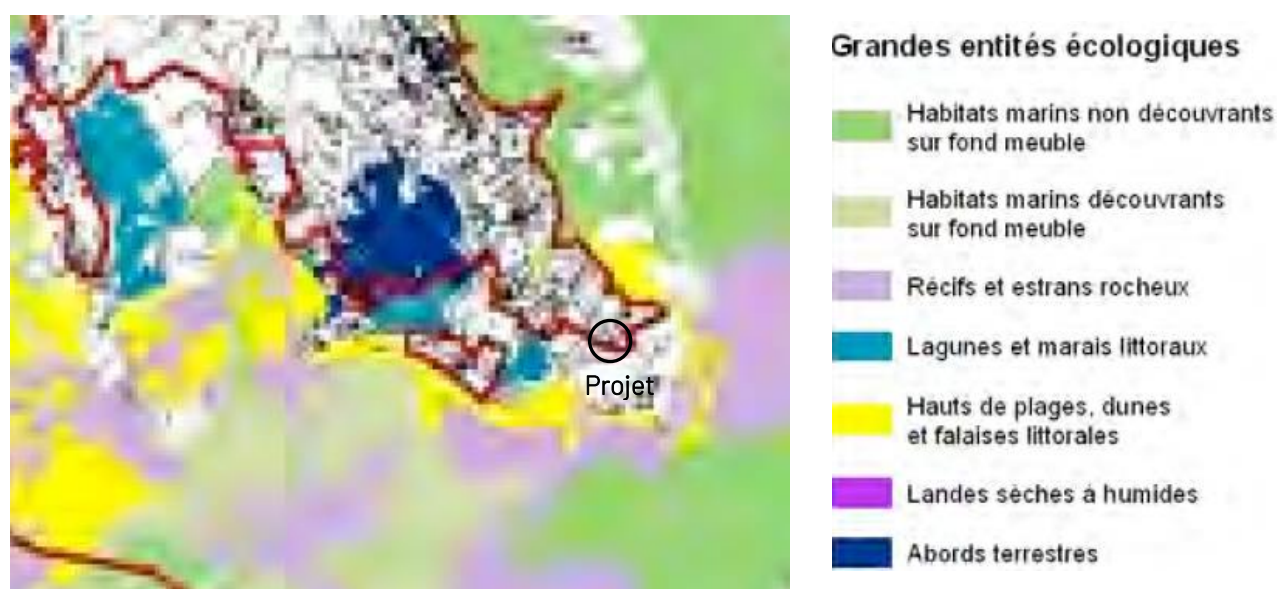 Projet
Grandes entités écologiques
Habitats marins non découvrants
sur fond meuble
Habitats marins découvrants
sur fond meuble
Récifs et estrans rocheux
Lagunes et marais littoraux
Hauts de plages, dunes
et falaises littorales
Landes sèches à humides
Abords terrestres